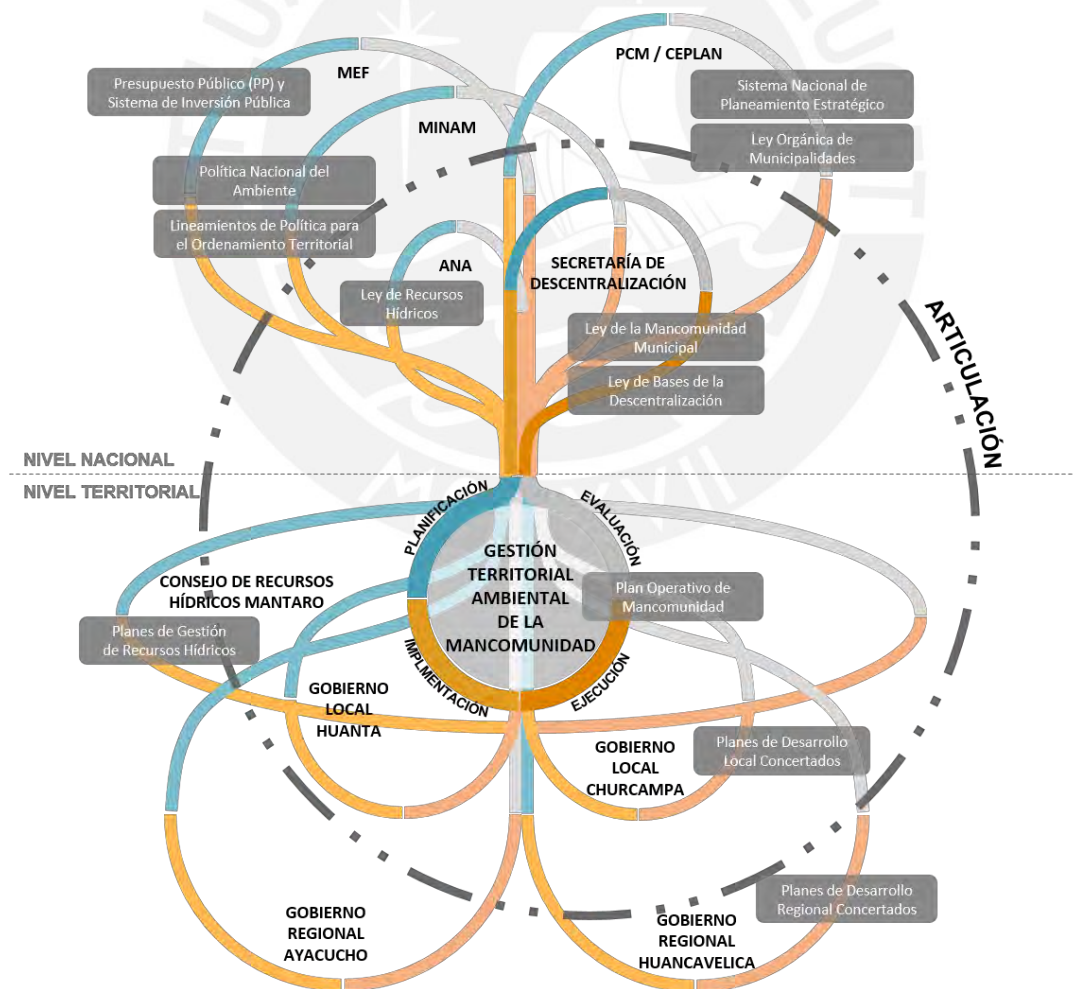 PCM / CEPLAN
MEF
Presupuesto Público (PP) y
Sistema de Inversión Pública
Sistema Nacional de
Planeamiento Estratégico
MINAM
Ley Orgánica de
Municipalidades
Política Nacional del
Ambiente
Lineamientos de Política para
el Ordenamiento Territorial
ANA
SECRETARÍA DE
DESCENTRALIZACIÓN
Ley de Recursos
Hídricos
Ley de la Mancomunidad
Municipal
Ley de Bases de la
Descentralización
ARTICULACIÓN
NIVEL NACIONAL
NIVEL TERRITORIAL
PLANIFICACIÓN
EVALUACIÓN
GESTIÓN
TERRITORIAL
AMBIENTAL
DE LA
MANCOMUNIDAD
CONSEJO DE RECURSOS
HÍDRICOS MANTARO
Plan Operativo de
Mancomunidad
Planes de Gestión
de Recursos Hídricos
IMPLMENTACIÓN
EJECUCIÓN
GOBIERNO
LOCAL
HUANTA
GOBIERNO
LOCAL
CHURCAMPA
Planes de Desarrollo
Local Concertados
Planes de Desarrollo
Regional Concertados
GOBIERNO
REGIONAL
AYACUCHO
GOBIERNO
REGIONAL
HUANCAVELICA